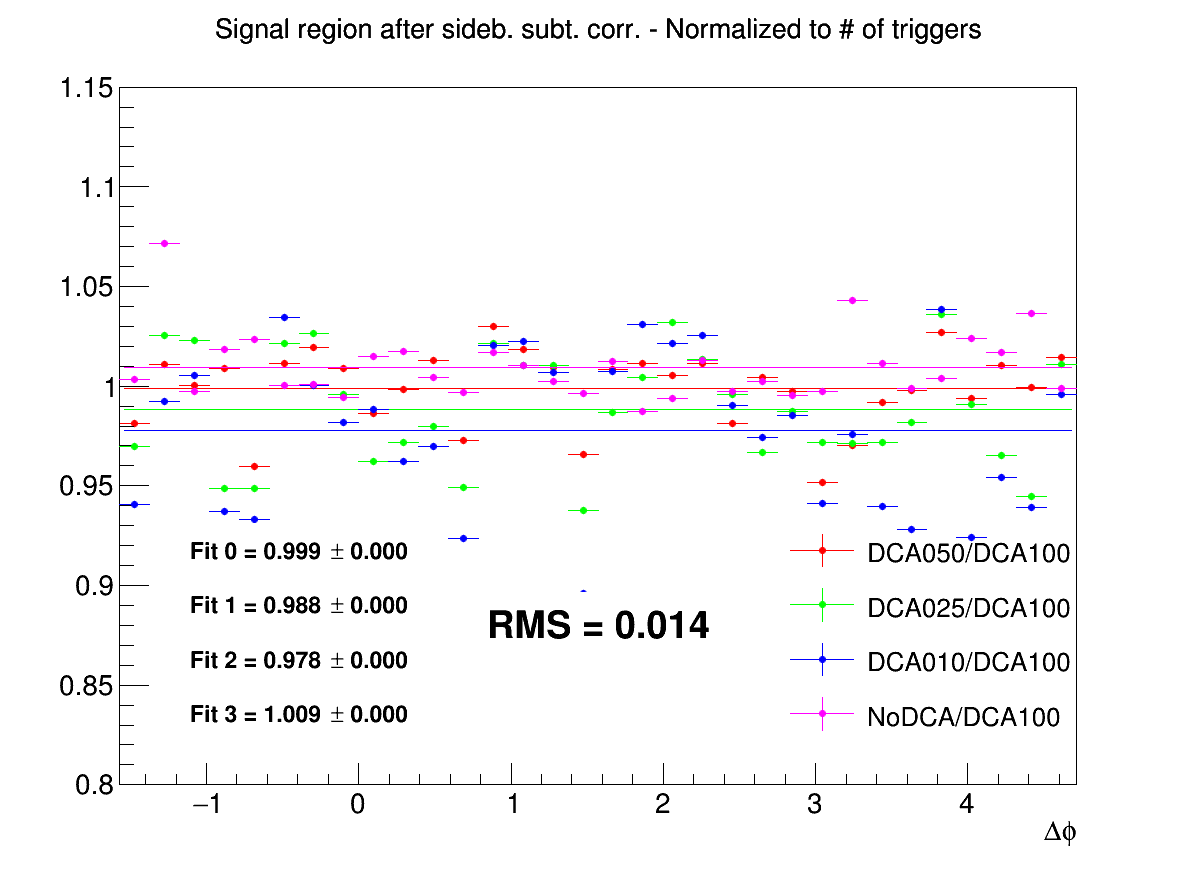 Signal region after sideb. subt. corr. - Normalized to # of triggers
1.15
1.1
1.05
1
0.95
0.9
0.85
0.8
Fit 0 = 0.999 ± 0.000
Fit 1 = 0.988 ± 0.000
Fit 2 = 0.978 ± 0.000
Fit 3 = 1.009 ± 0.000
RMS = 0.014
DCA050/DCA100
DCA025/DCA100
DCA010/DCA100
NoDCA/DCA100
−1 0 1 2 3 4
Δϕ